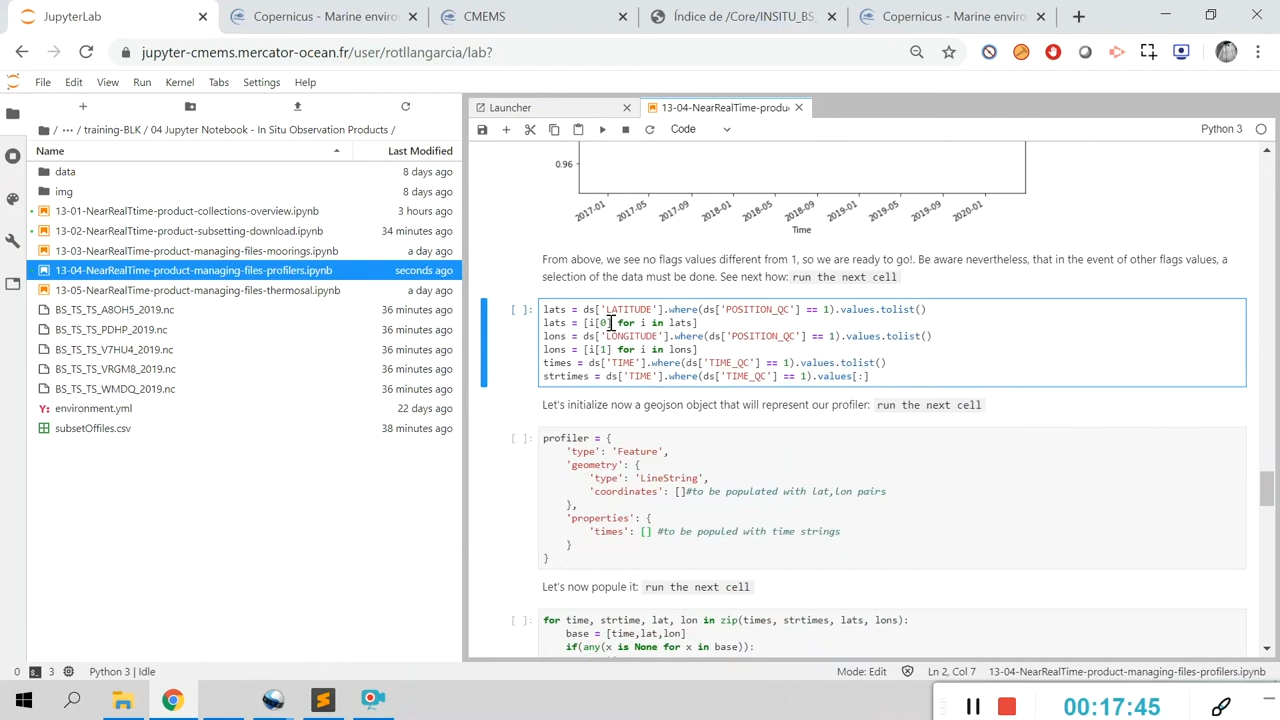 JupyterLab
Copernicus - Marine enviro
CMEMS
Índice de /Core/INSITU_BS_
Copernicus - Marine enviro
jupyter-cmems.mercator-ocean.fr/user/rotllangarcia/lab?
File Edit View Run Kernel Tabs Settings Help
/ ··· / training-BLK / 04 Jupyter Notebook - In Situ Observation Products /
Name Last Modified
data 8 days ago
img 8 days ago
13-01-NearRealTtime-product-collections-overview.ipynb 3 hours ago
13-02-NearRealTtime-product-subsetting-download.ipynb 34 minutes ago
13-03-NearRealTime-product-managing-files-moorings.ipynb a day ago
13-04-NearRealTime-product-managing-files-profilers.ipynb seconds ago
13-05-NearRealTime-product-managing-files-thermosal.ipynb a day ago
BS_TS_TS_A8OH5_2019.nc 36 minutes ago
BS_TS_TS_PDHP_2019.nc 36 minutes ago
BS_TS_TS_V7HU4_2019.nc 36 minutes ago
BS_TS_TS_VRGM8_2019.nc 36 minutes ago
BS_TS_TS_WMDQ_2019.nc 36 minutes ago
environment.yml 22 days ago
subsetOffiles.csv 38 minutes ago
Launcher
13-04-NearRealTime-produc
Code
Python 3
0.96
2017-01 2017-05 2017-09 2018-01 2018-05 2018-09 2019-01 2019-05 2019-09 2020-01
Time
From above, we see no flags values different from 1, so we are ready to go!. Be aware nevertheless, that in the event of other flags values, a
selection of the data must be done. See next how: run the next cell
[ ]: lats = ds['LATITUDE'].where(ds['POSITION_QC'] == 1).values.tolist()
lats = [i[0] for i in lats]
lons = ds['LONGITUDE'].where(ds['POSITION_QC'] == 1).values.tolist()
lons = [i[1] for i in lons]
times = ds['TIME'].where(ds['TIME_QC'] == 1).values.tolist()
strtimes = ds['TIME'].where(ds['TIME_QC'] == 1).values[:]
Let's initialize now a geojson object that will represent our profiler: run the next cell
[ ]: profiler = {
'type': 'Feature',
'geometry': {
'type': 'LineString',
'coordinates': []#to be populated with lat,lon pairs
},
'properties': {
'times': [] #to be populed with time strings
}
}
Let's now popule it: run the next cell
[ ]: for time, strtime, lat, lon in zip(times, strtimes, lats, lons):
base = [time,lat,lon]
if(any(x is None for x in base)):
0 3 Python 3 | Idle
Mode: Edit Ln 2, Col 7 13-04-NearRealTime-product-managing-files-profilers.ipynb
00:17:45